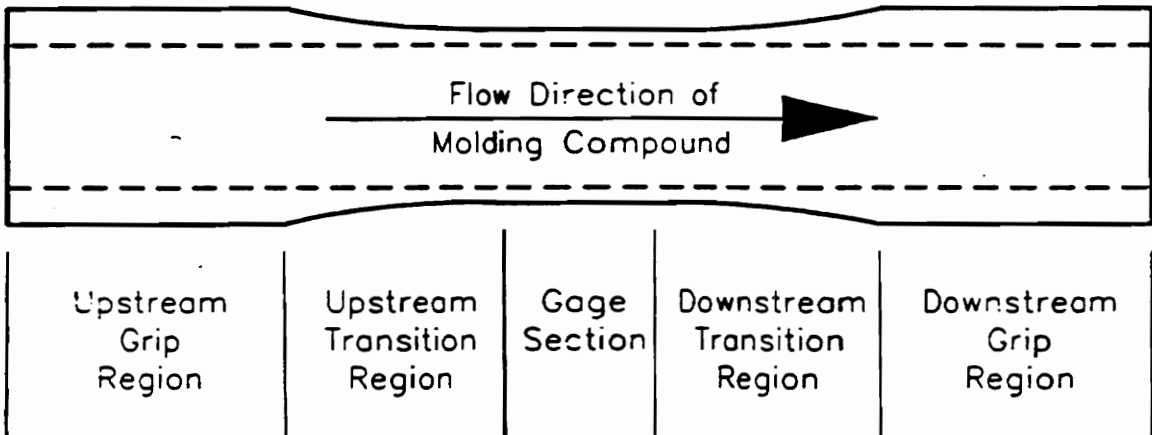 Flow Direction of
Molding Compound
Upstream
Grip
Region
Upstream
Transition
Region
Gage
Section
Downstream
Transition
Region
Downstream
Grip
Region